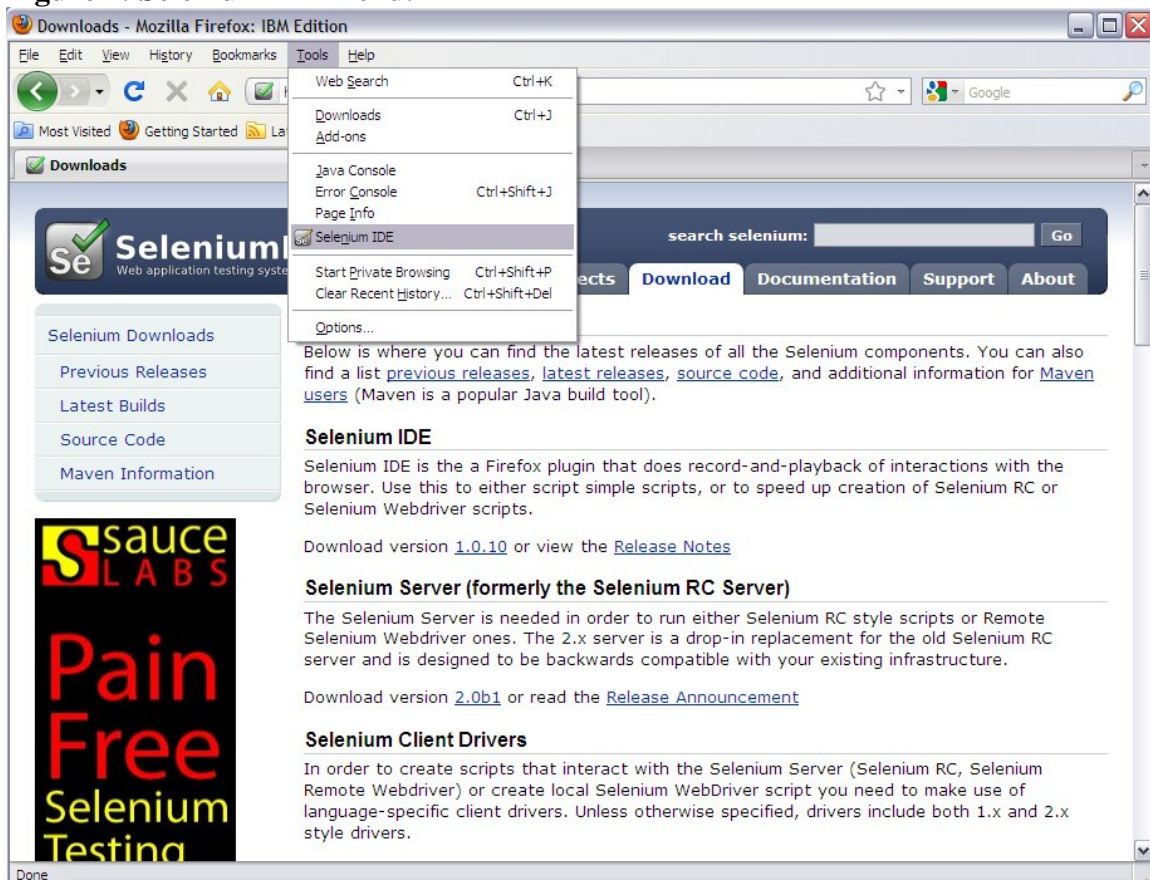 Downloads - Mozilla Firefox: IBM Edition
File Edit View History Bookmarks Tools Help
Google
Most Visited Getting Started
Downloads
Web Search Ctrl+K
Downloads Ctrl+J
Add-ons
Java Console
Error Console Ctrl+Shift+J
Page Info
Selenium IDE
Start Private Browsing Ctrl+Shift+P
Clear Recent History... Ctrl+Shift+Del
Options...
Se
Selenium
Web application testing
search selenium: Go
Download Documentation Support About
Selenium Downloads
Previous Releases
Latest Builds
Source Code
Maven Information
Below is where you can find the latest releases of all the Selenium components. You can also
find a list previous releases, latest releases, source code, and additional information for Maven
users (Maven is a popular Java build tool).
Selenium IDE
Selenium IDE is the a Firefox plugin that does record-and-playback of interactions with the
browser. Use this to either script simple scripts, or to speed up creation of Selenium RC or
Selenium Webdriver scripts.
Download version 1.0.10 or view the Release Notes
Selenium Server (formerly the Selenium RC Server)
The Selenium Server is needed in order to run either Selenium RC style scripts or Remote
Selenium Webdriver ones. The 2.x server is a drop-in replacement for the old Selenium RC
server and is designed to be backwards compatible with your existing infrastructure.
Download version 2.0b1 or read the Release Announcement
Selenium Client Drivers
In order to create scripts that interact with the Selenium Server (Selenium RC, Selenium
Remote Webdriver) or create local Selenium WebDriver script you need to make use of
language-specific client drivers. Unless otherwise specified, drivers include both 1.x and 2.x
style drivers.
sauce
LABS
Pain
Free
Selenium
Testing
Done